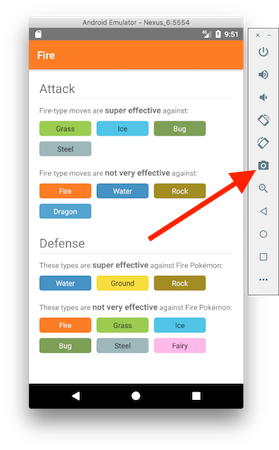 Android Emulator - Nexus_6:5554
9:51
Fire
Attack
Fire-type moves are super effective against:
Grass Ice Bug
Steel
Fire-type moves are not very effective against:
Fire Water Rock
Dragon
Defense
These types are super effective against Fire Pokémon:
Water Ground Rock
These types are not very effective against Fire Pokémon:
Fire Grass Ice
Bug Steel Fairy